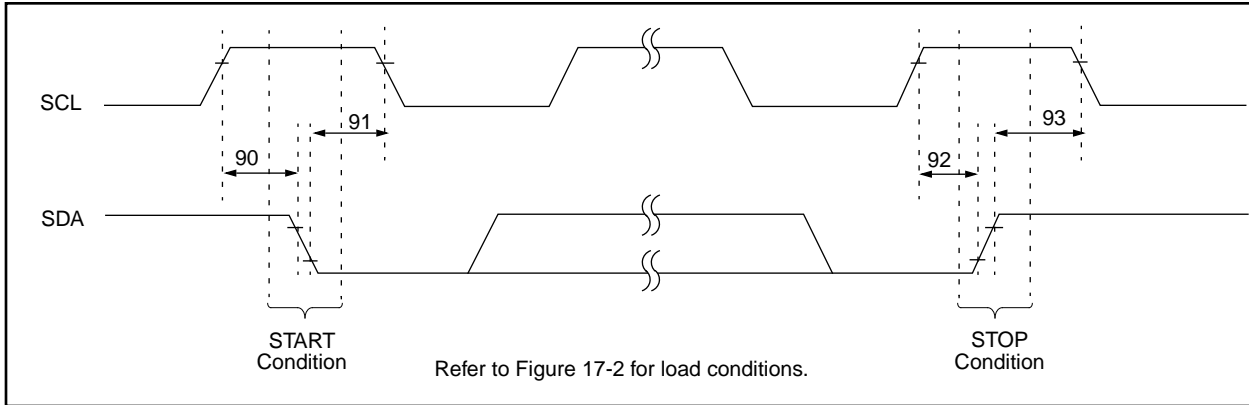 SCL
91
93
90
92
SDA
START
Condition
STOP
Condition
Refer to Figure 17-2 for load conditions.